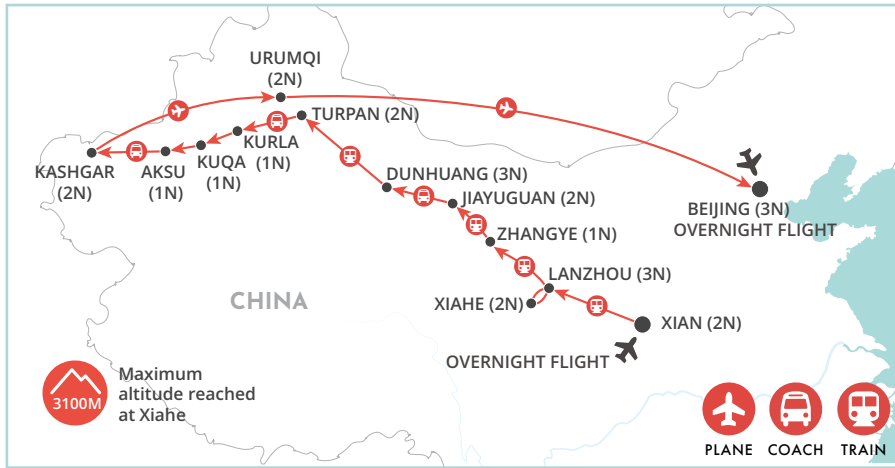 URUMQI
(2N)
TURPAN (2N)
KURLA
(1N)
KUQA
(1N)
AKSU
(1N)
KASHGAR
(2N)
DUNHUANG (3N)
JIAYUGUAN (2N)
ZHANGYE (1N)
LANZHOU (3N)
XIAHE (2N)
XIAN (2N)
OVERNIGHT FLIGHT
BEIJING (3N)
OVERNIGHT FLIGHT
CHINA
3100M
Maximum
altitude reached
at Xiahe
PLANE COACH TRAIN